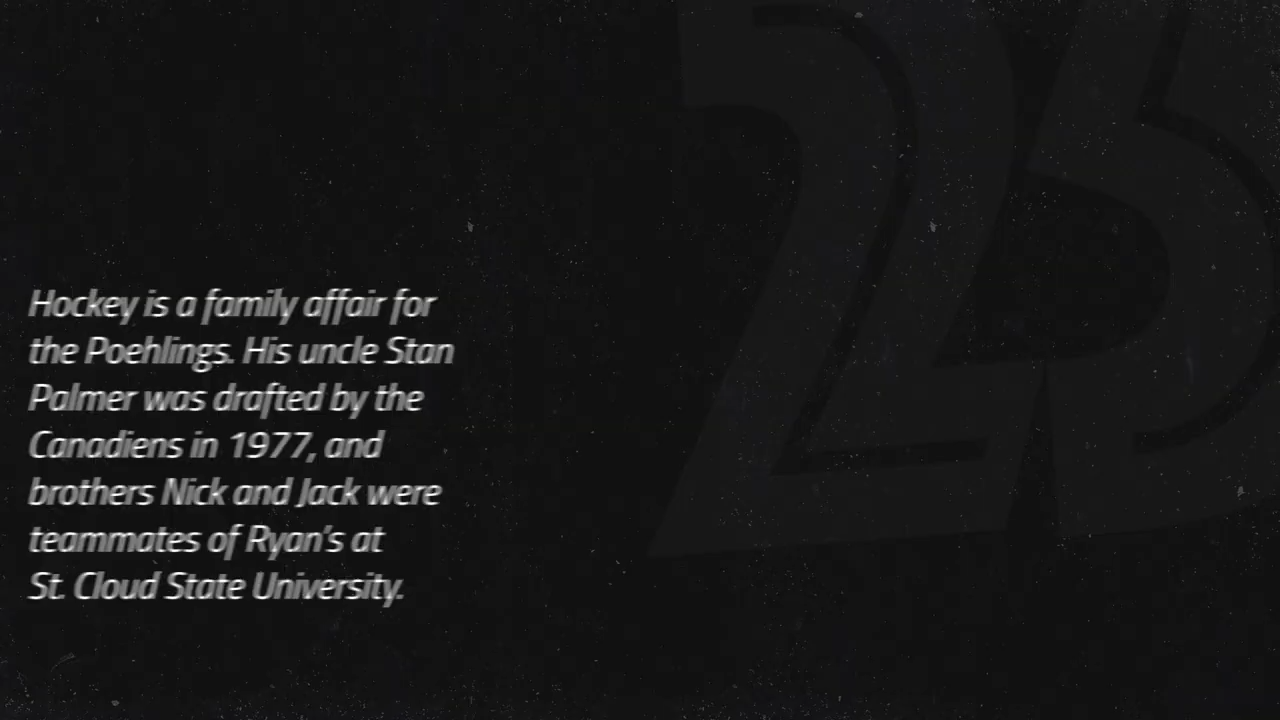 25
Hockey is a family affair for
the Poehlings. His uncle Stan
Palmer was drafted by the
Canadiens in 1977, and
brothers Nick and Jack were
teammates of Ryan's at
St. Cloud State University.